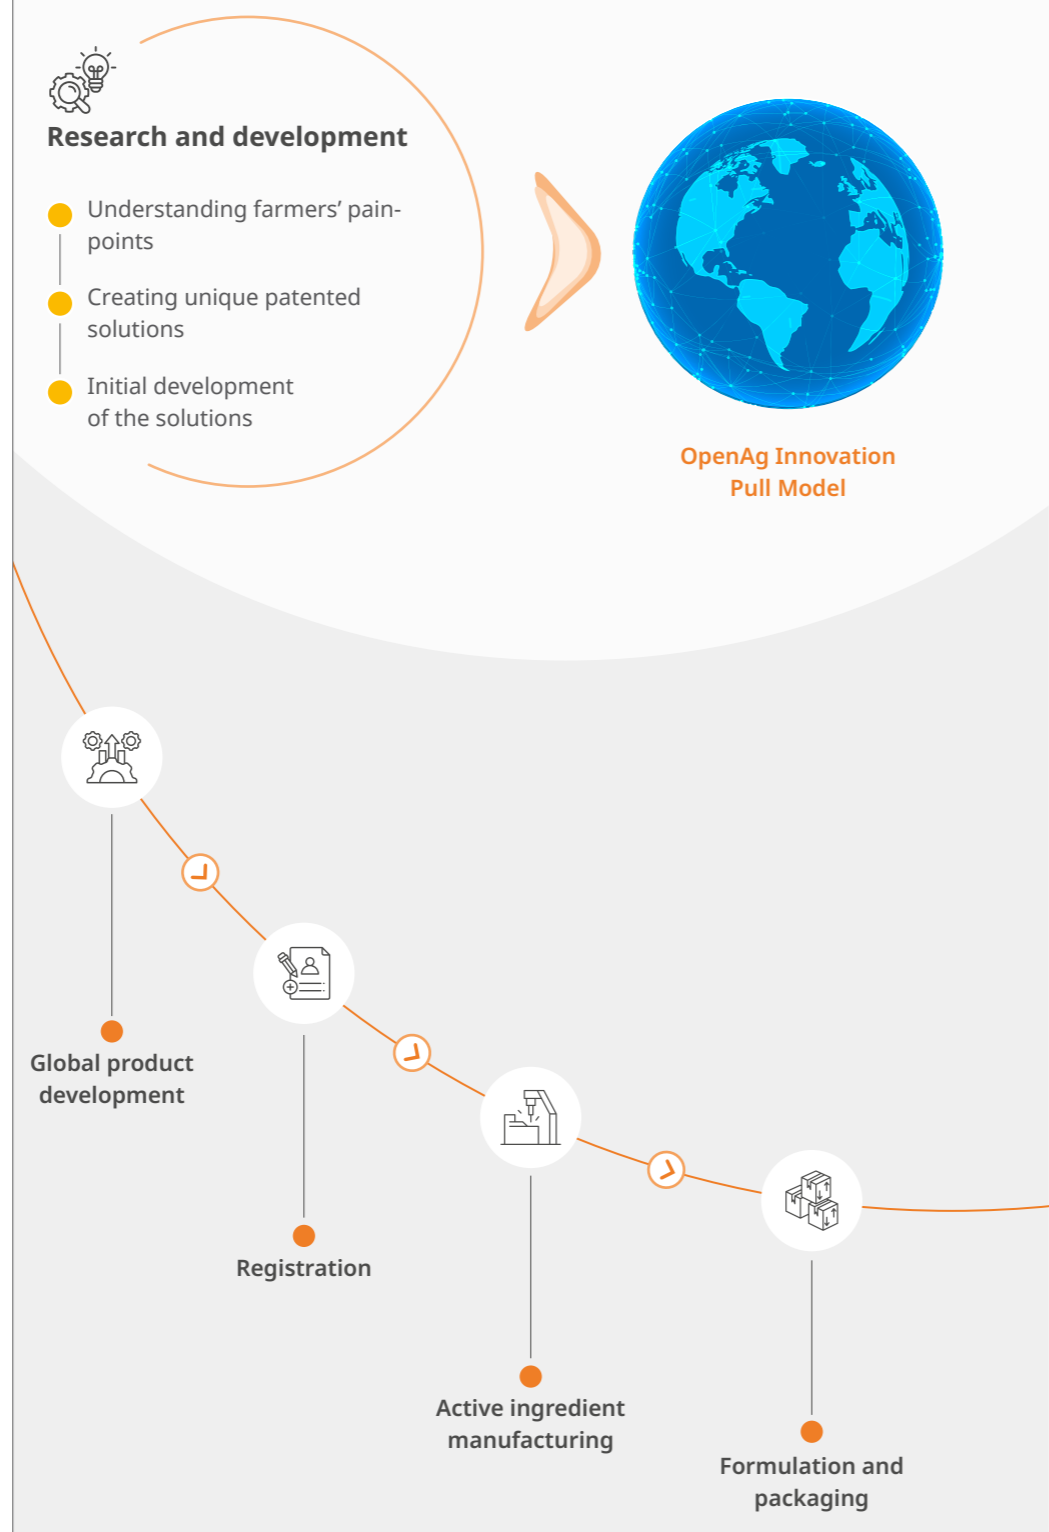 Research and development
Understanding farmers’ pain-
points
Creating unique patented
solutions
Initial development
of the solutions
OpenAg Innovation
Pull Model
Global product
development
Registration
Active ingredient
manufacturing
Formulation and
packaging